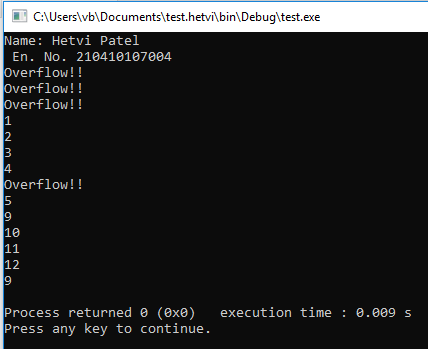 C:\Users\vb\Documents\test.hetvi\bin\Debug\test.exe
Name: Hetvi Patel
 En. No. 210410107004
Overflow!!
Overflow!!
Overflow!!
1
2
3
4
Overflow!!
5
9
10
11
12
9
Process returned 0 (0x0)   execution time : 0.009 s
Press any key to continue.